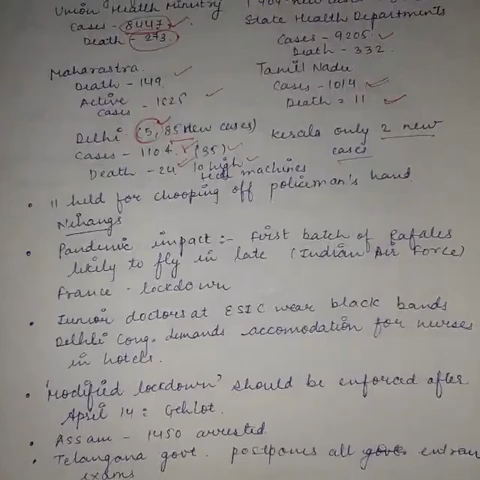 Union Health Ministry
Cases - 8447
Death - 273
State Health Departments
Cases - 9205
Death - 332
Maharastra
Death - 149
Active Cases - 1625
Tamil Nadu
Cases - 1014
Death = 11
Delhi (5, 85 New cases)
Cases - 1104 (35)
Death - 24 10 high
machines
Kerala only 2 new
cases
• 11 held for chopping off policeman's hand
Nihangs
• Pandemic impact :- First batch of Rafales
likely to fly in late (Indian Air Force)
France - lockdown
• Junior doctors at ESIC wear black bands
Delhi Cong. demands accomodation for nurses
in hotels.
• 'Modified lockdown' should be enforced after
April 14 : Gehlot.
• Assam - 1450 arrested
• Telangana govt. postpones all govt. entran
exams